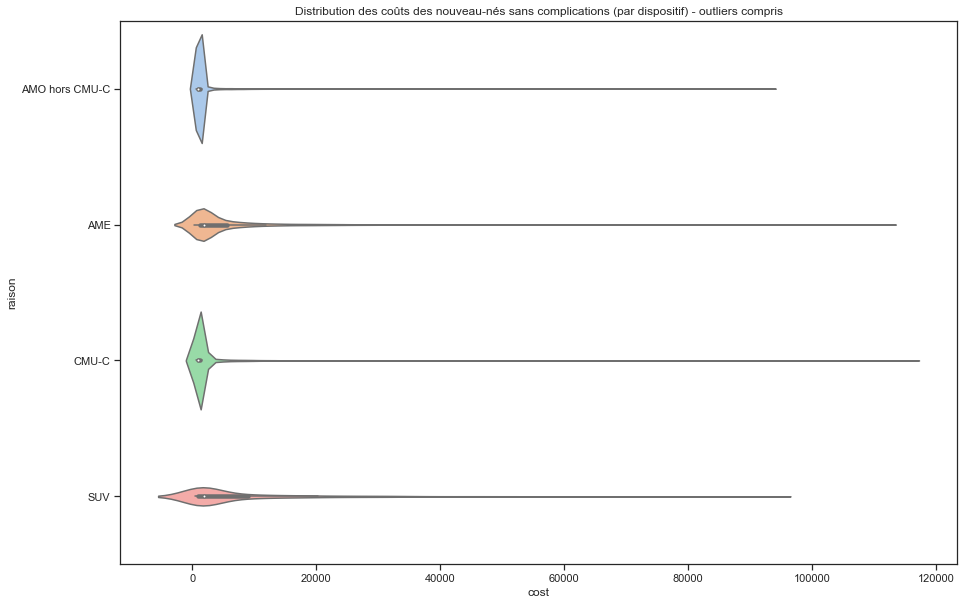 Distribution des coûts des nouveau-nés sans complications (par dispositif) - outliers compris
AMO hors CMU-C
AME
raison
CMU-C
SUV
0 20000 40000 60000 80000 100000 120000
cost